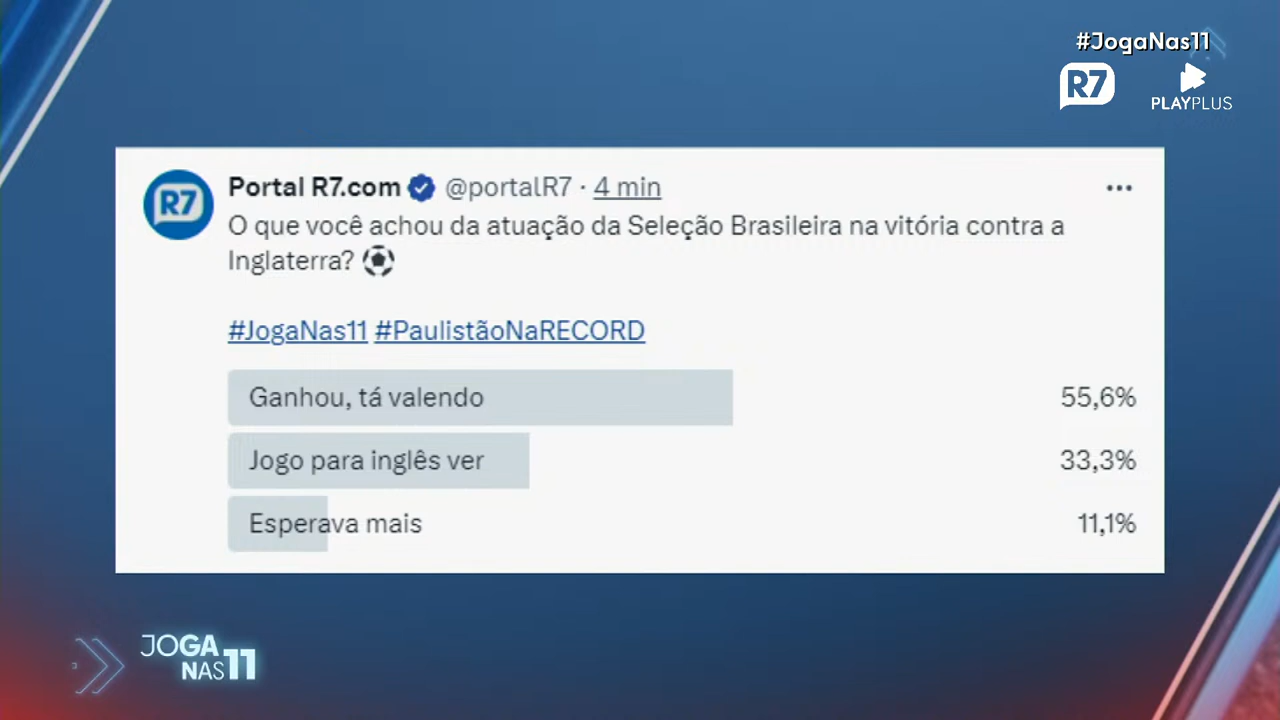 #JogaNas11
R7
PLAYPLUS
R7
Portal R7.com @portalR7 · 4 min
O que você achou da atuação da Seleção Brasileira na vitória contra a
Inglaterra? ⚽
#JogaNas11 #PaulistãoNaRECORD
Ganhou, tá valendo 55,6%
Jogo para inglês ver 33,3%
Esperava mais 11,1%
JOGA
NAS 11